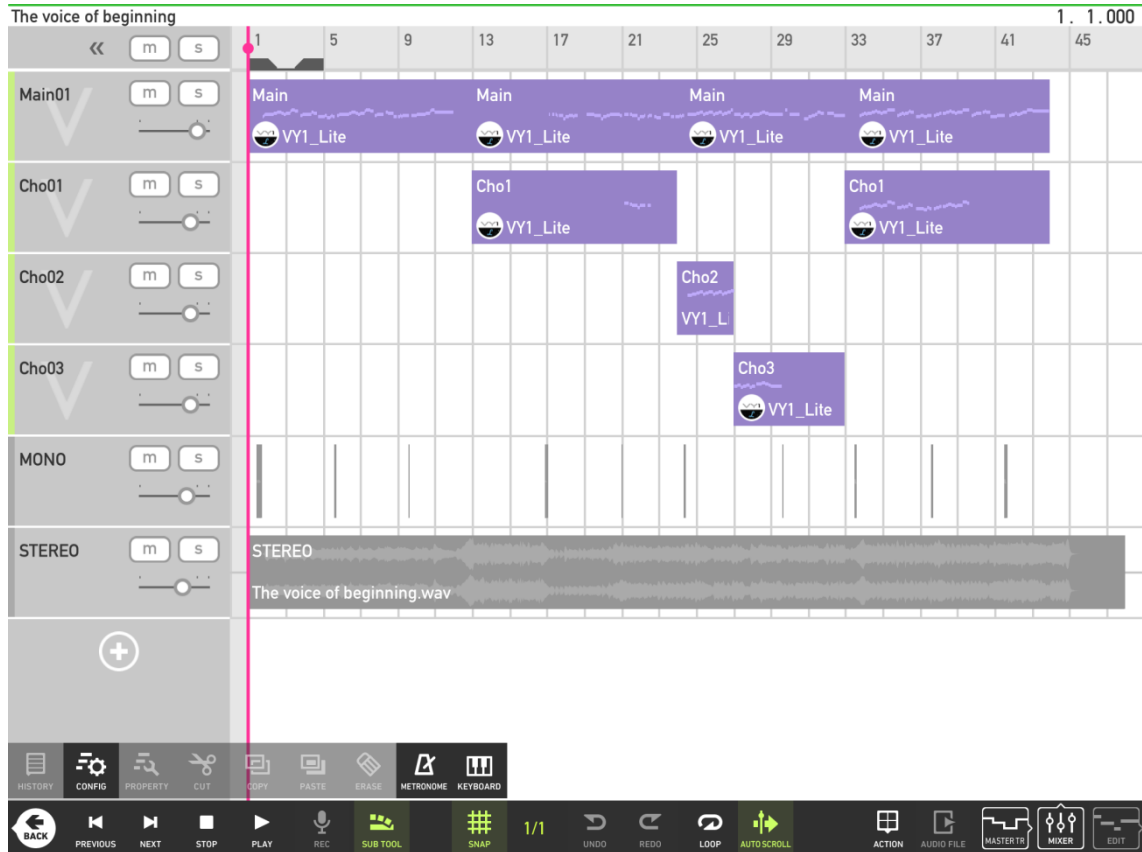 The voice of beginning 1. 1.000
« m s 1 5 9 13 17 21 25 29 33 37 41 45
Main01 m s Main Main Main Main
VY1_Lite VY1_Lite VY1_Lite VY1_Lite
Cho01 m s Cho1 Cho1
VY1_Lite VY1_Lite
Cho02 m s Cho2
VY1_Li
Cho03 m s Cho3
VY1_Lite
MONO m s
STEREO m s STEREO
The voice of beginning.wav
HISTORY CONFIG PROPERTY CUT COPY PASTE ERASE METRONOME KEYBOARD
1/1
BACK PREVIOUS NEXT STOP PLAY REC SUB TOOL SNAP UNDO REDO LOOP AUTO SCROLL ACTION AUDIO FILE MASTER TR MIXER EDIT